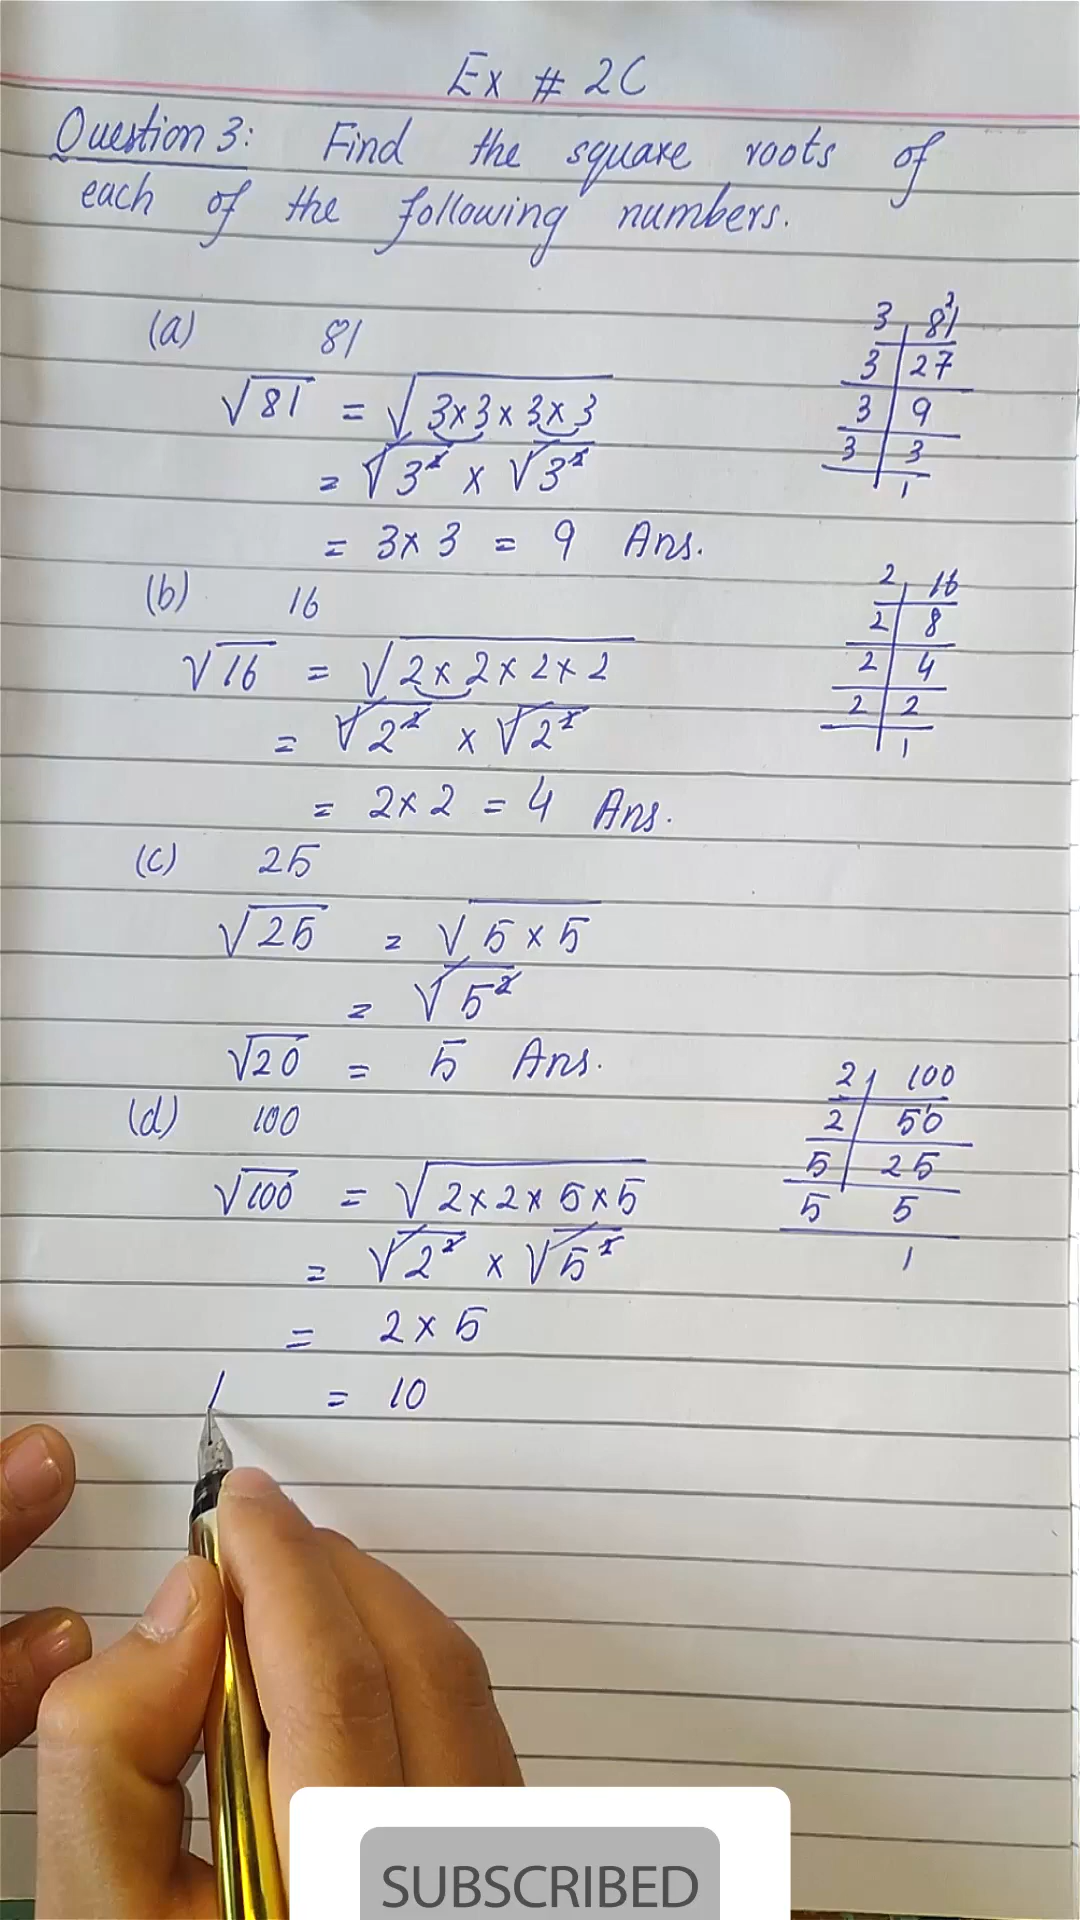 Ex # 2C
Question 3: Find the square roots of
each of the following numbers.
(a) 81
√81 = √3×3×3×3
= √3² × √3²
= 3×3 = 9 Ans.
3 81
3 27
3 9
3 3
1
(b) 16
√16 = √2×2×2×2
= √2² × √2²
= 2×2 = 4 Ans.
2 16
2 8
2 4
2 2
1
(c) 25
√25 = √5×5
= √5²
√20 = 5 Ans.
(d) 100
√100 = √2×2×5×5
= √2² × √5²
= 2×5
= 10
2 100
2 50
5 25
5 5
1
SUBSCRIBED